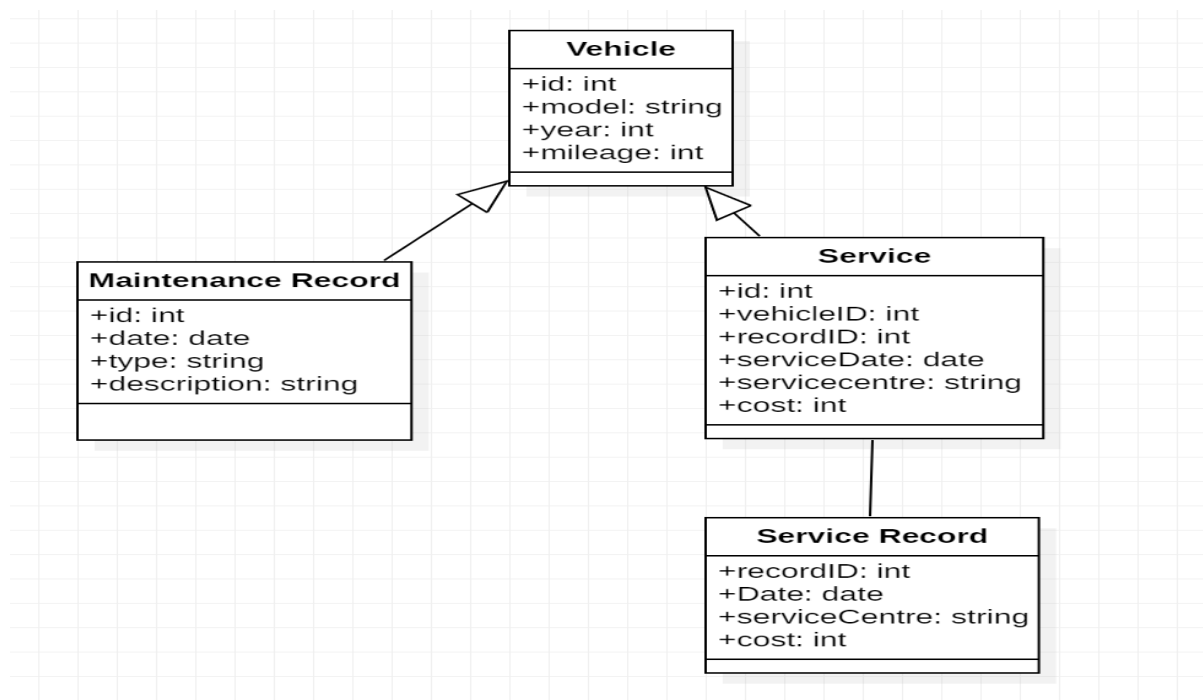 Vehicle
+id: int
+model: string
+year: int
+mileage: int
Maintenance Record
+id: int
+date: date
+type: string
+description: string
Service
+id: int
+vehicleID: int
+recordID: int
+serviceDate: date
+servicecentre: string
+cost: int
Service Record
+recordID: int
+Date: date
+serviceCentre: string
+cost: int